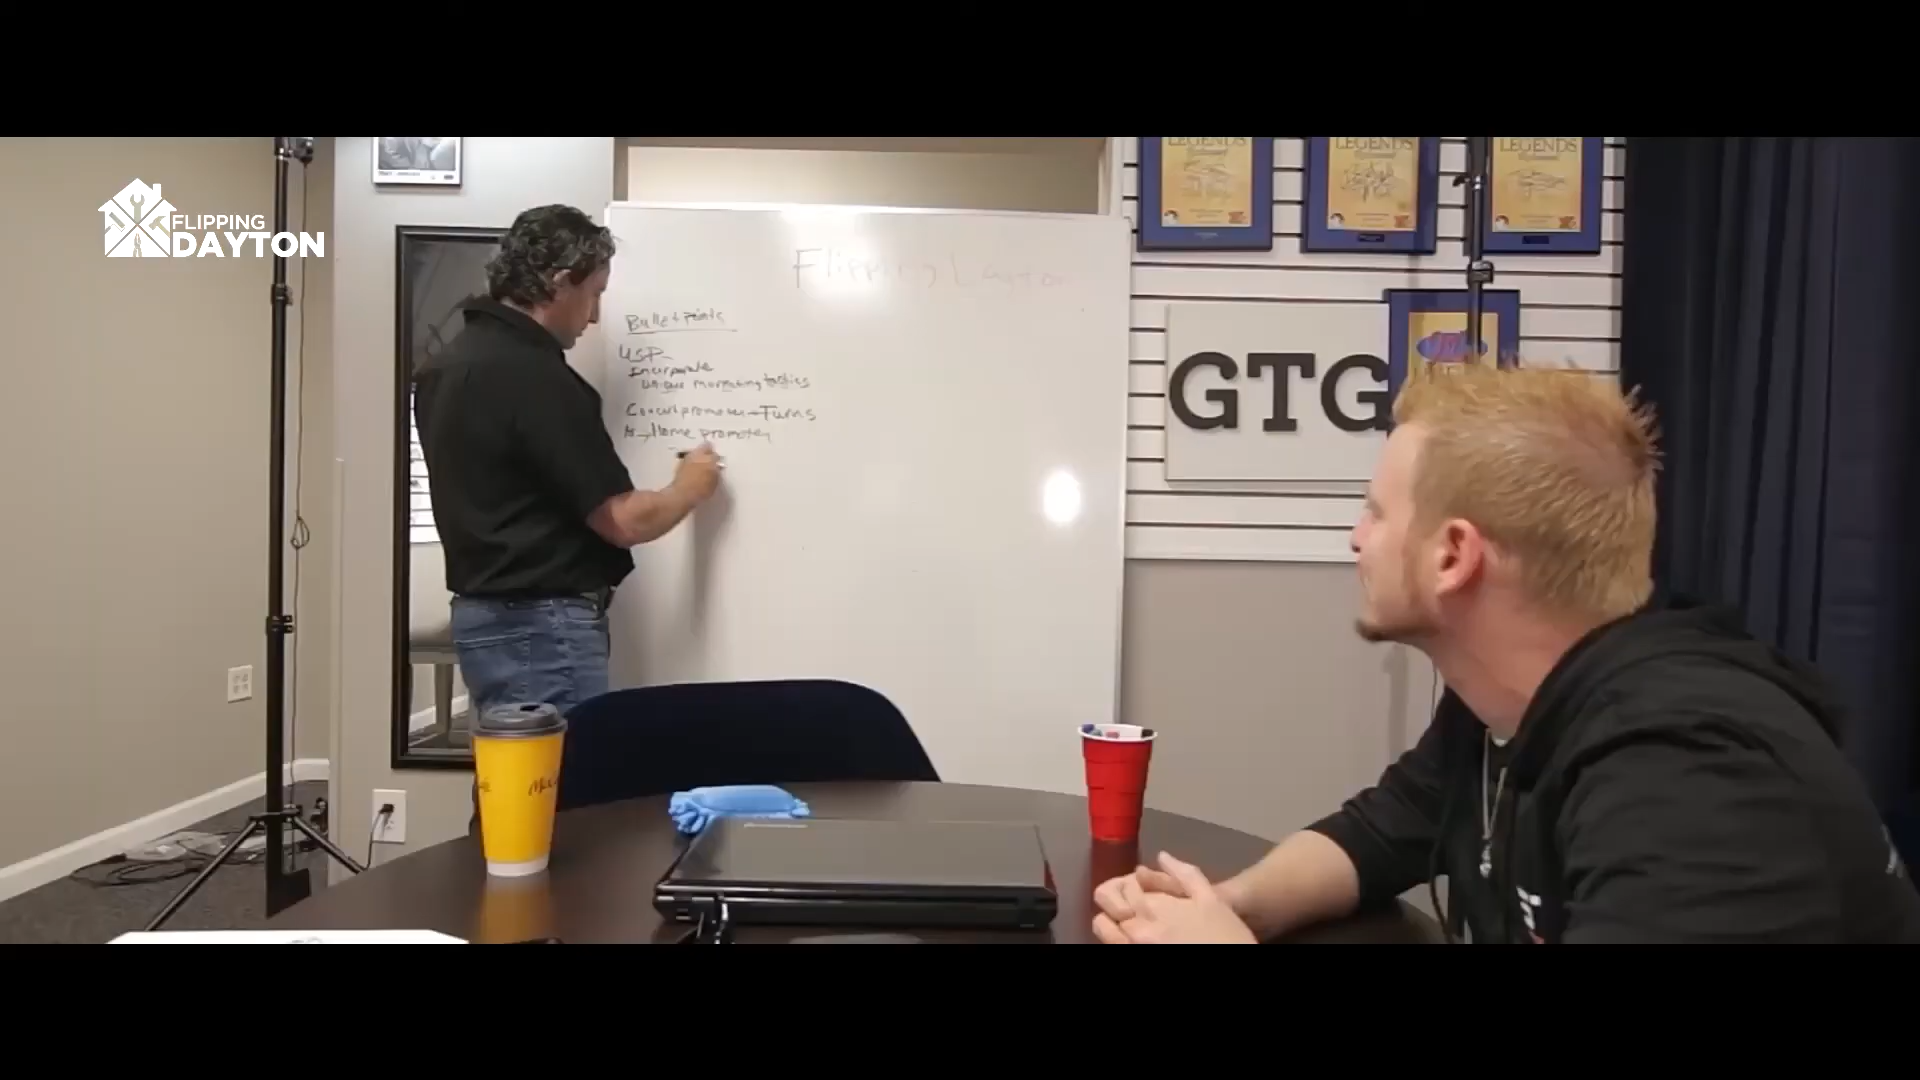 FLIPPING
DAYTON
Flipping Dayton
Bullet Points
USP-
Incorporate
unique marketing tactics
Concert promoter - Turns
Home promoter
LEGENDS
LEGENDS
LEGENDS
GTG